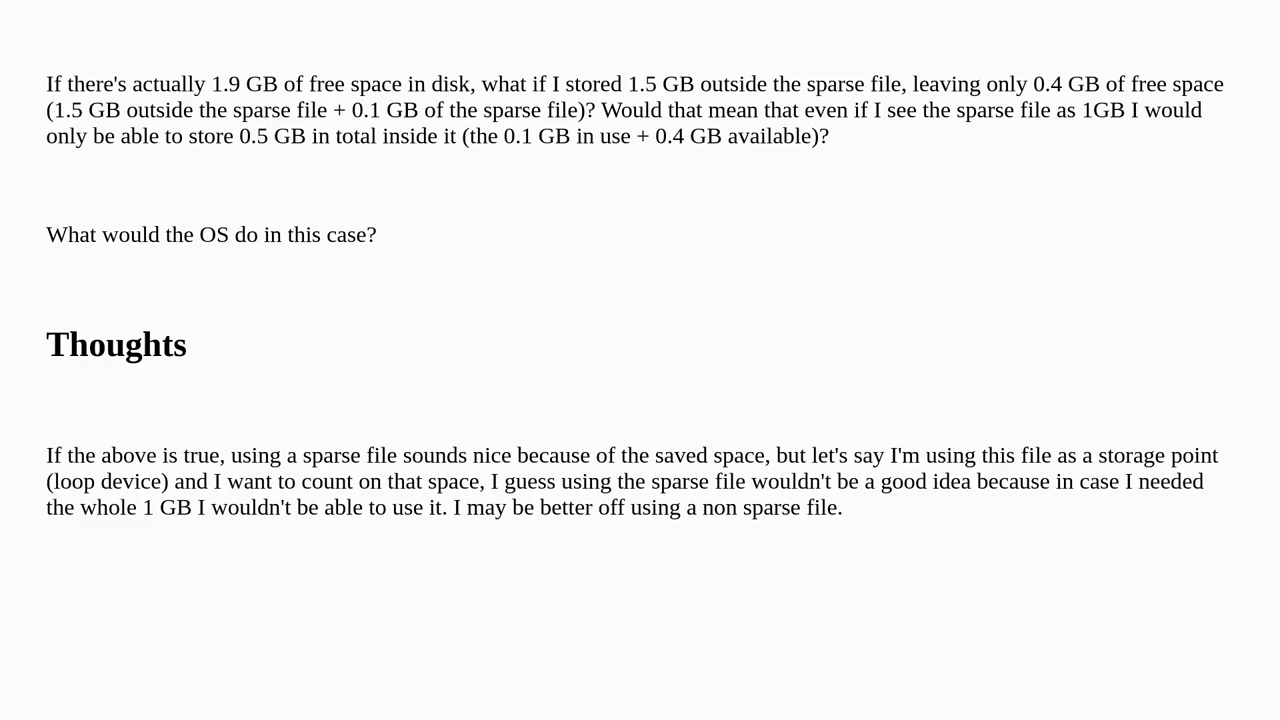 If there's actually 1.9 GB of free space in disk, what if I stored 1.5 GB outside the sparse file, leaving only 0.4 GB of free space
(1.5 GB outside the sparse file + 0.1 GB of the sparse file)? Would that mean that even if I see the sparse file as 1GB I would
only be able to store 0.5 GB in total inside it (the 0.1 GB in use + 0.4 GB available)?
What would the OS do in this case?
Thoughts
If the above is true, using a sparse file sounds nice because of the saved space, but let's say I'm using this file as a storage point
(loop device) and I want to count on that space, I guess using the sparse file wouldn't be a good idea because in case I needed
the whole 1 GB I wouldn't be able to use it. I may be better off using a non sparse file.